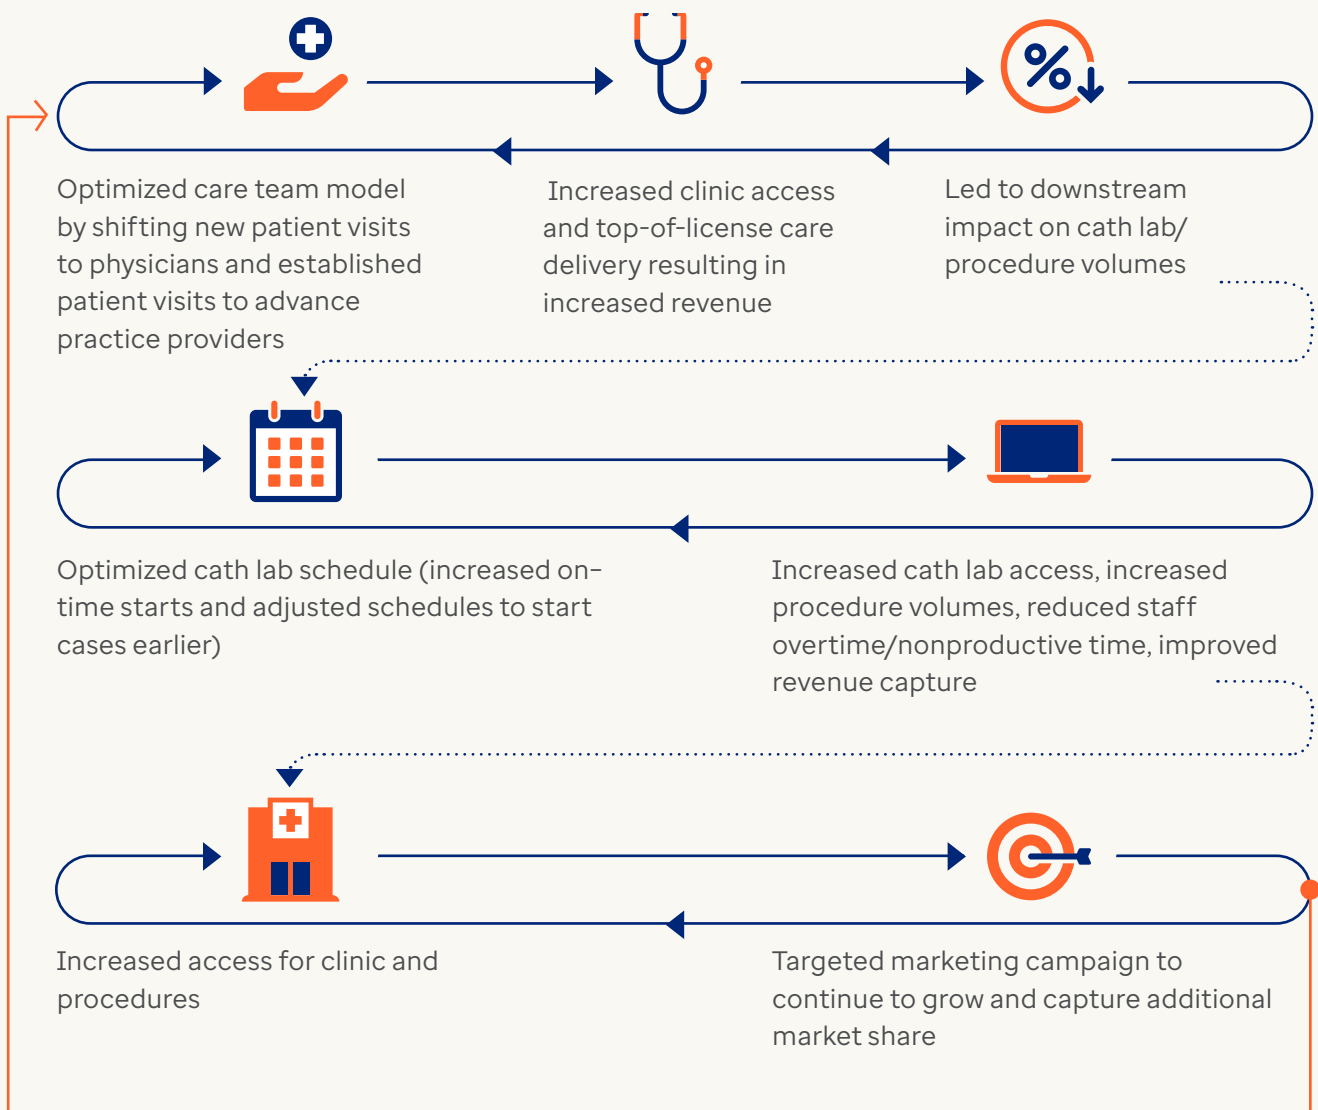 Optimized care team model
by shifting new patient visits
to physicians and established
patient visits to advance
practice providers
Increased clinic access
and top-of-license care
delivery resulting in
increased revenue
Led to downstream
impact on cath lab/
procedure volumes
Optimized cath lab schedule (increased on-
time starts and adjusted schedules to start
cases earlier)
Increased cath lab access, increased
procedure volumes, reduced staff
overtime/nonproductive time, improved
revenue capture
Increased access for clinic and
procedures
Targeted marketing campaign to
continue to grow and capture additional
market share